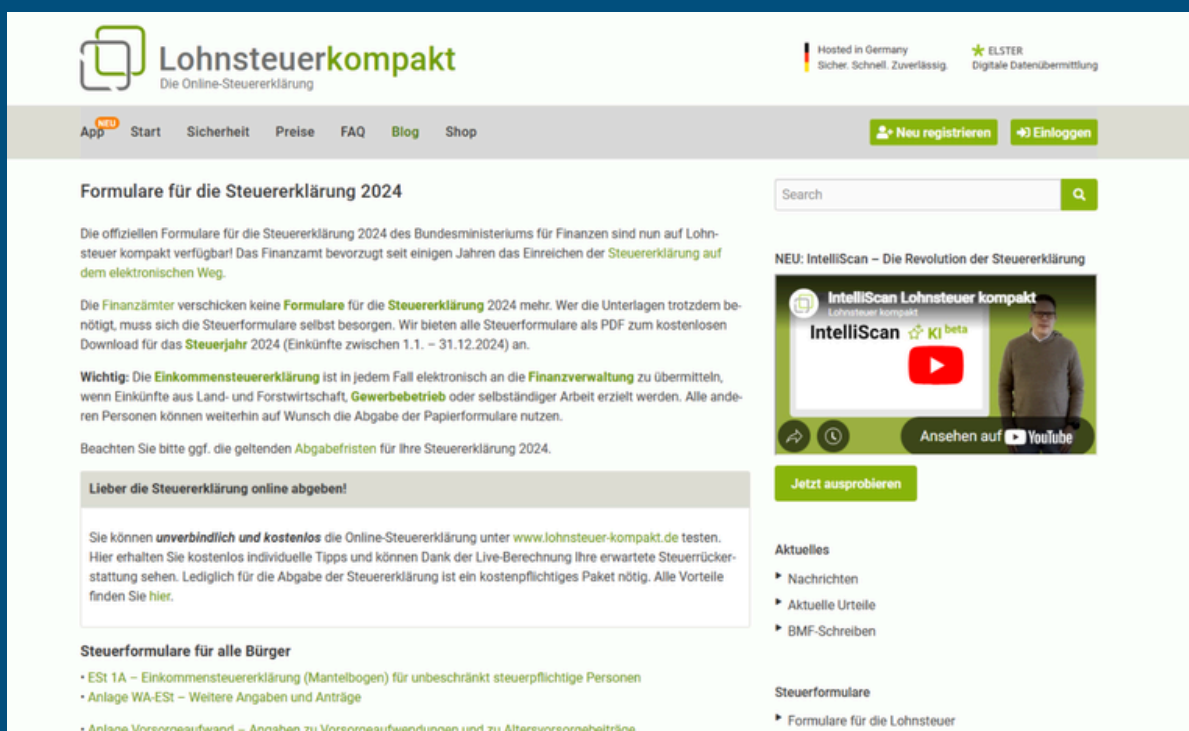 Lohnsteuerkompakt
Die Online-Steuererklärung
Hosted in Germany
Sicher. Schnell. Zuverlässig.
ELSTER
Digitale Datenübermittlung
App NEU Start Sicherheit Preise FAQ Blog Shop
Neu registrieren Einloggen
Formulare für die Steuererklärung 2024
Die offiziellen Formulare für die Steuererklärung 2024 des Bundesministeriums für Finanzen sind nun auf Lohn-
steuer kompakt verfügbar! Das Finanzamt bevorzugt seit einigen Jahren das Einreichen der Steuererklärung auf
dem elektronischen Weg.
Die Finanzämter verschicken keine Formulare für die Steuererklärung 2024 mehr. Wer die Unterlagen trotzdem be-
nötigt, muss sich die Steuerformulare selbst besorgen. Wir bieten alle Steuerformulare als PDF zum kostenlosen
Download für das Steuerjahr 2024 (Einkünfte zwischen 1.1. – 31.12.2024) an.
Wichtig: Die Einkommensteuererklärung ist in jedem Fall elektronisch an die Finanzverwaltung zu übermitteln,
wenn Einkünfte aus Land- und Forstwirtschaft, Gewerbebetrieb oder selbständiger Arbeit erzielt werden. Alle ande-
ren Personen können weiterhin auf Wunsch die Abgabe der Papierformulare nutzen.
Beachten Sie bitte ggf. die geltenden Abgabefristen für Ihre Steuererklärung 2024.
Lieber die Steuererklärung online abgeben!
Sie können unverbindlich und kostenlos die Online-Steuererklärung unter www.lohnsteuer-kompakt.de testen.
Hier erhalten Sie kostenlos individuelle Tipps und können Dank der Live-Berechnung Ihre erwartete Steuerrücker-
stattung sehen. Lediglich für die Abgabe der Steuererklärung ist ein kostenpflichtiges Paket nötig. Alle Vorteile
finden Sie hier.
Steuerformulare für alle Bürger
• ESt 1A – Einkommensteuererklärung (Mantelbogen) für unbeschränkt steuerpflichtige Personen
• Anlage WA-ESt – Weitere Angaben und Anträge
• Anlage Vorsorgeaufwand – Angaben zu Vorsorgeaufwendungen und zu Altersvorsorgebeiträge
Search
NEU: IntelliScan – Die Revolution der Steuererklärung
IntelliScan Lohnsteuer kompakt
Lohnsteuer kompakt
IntelliScan KI beta
Ansehen auf YouTube
Jetzt ausprobieren
Aktuelles
Nachrichten
Aktuelle Urteile
BMF-Schreiben
Steuerformulare
Formulare für die Lohnsteuer